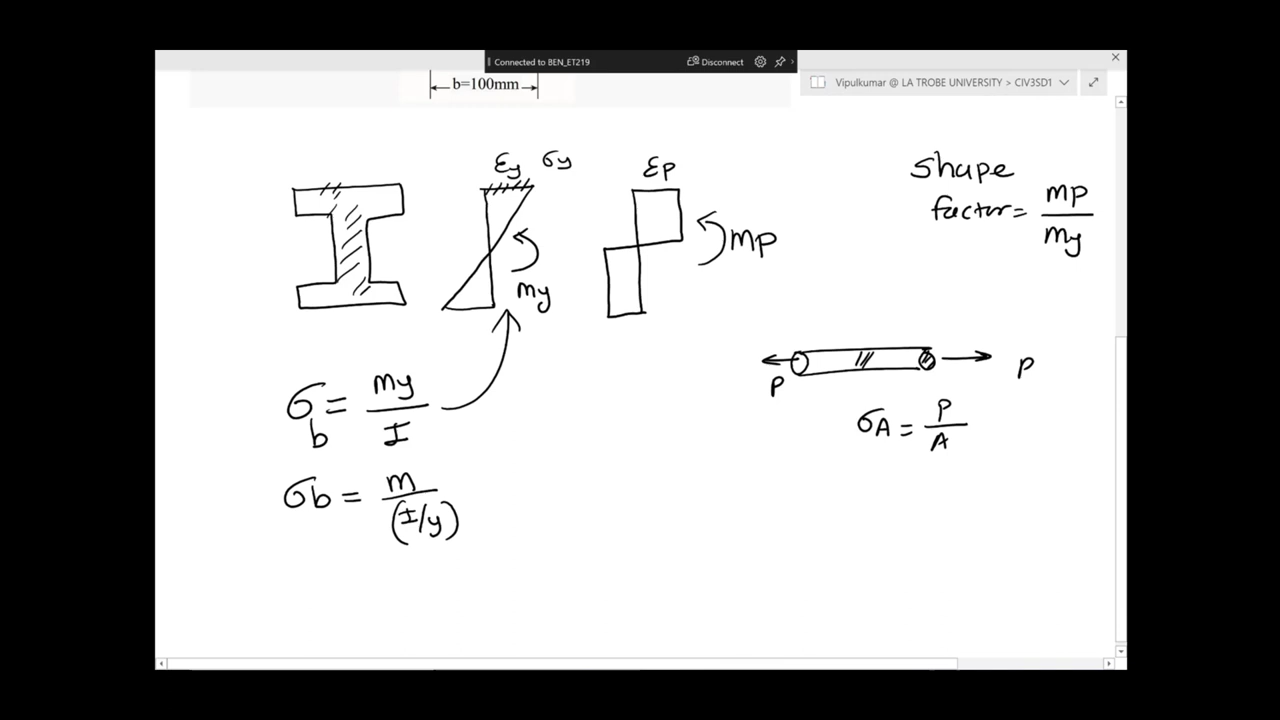 Connected to BEN_ET219
Disconnect
b=100mm
Vipulkumar @ LA TROBE UNIVERSITY > CIV3SD1
εy σy
εp
shape
factor = mp/my
my
mp
σb = my/I
P
P
σA = P/A
σb = m/(I/y)